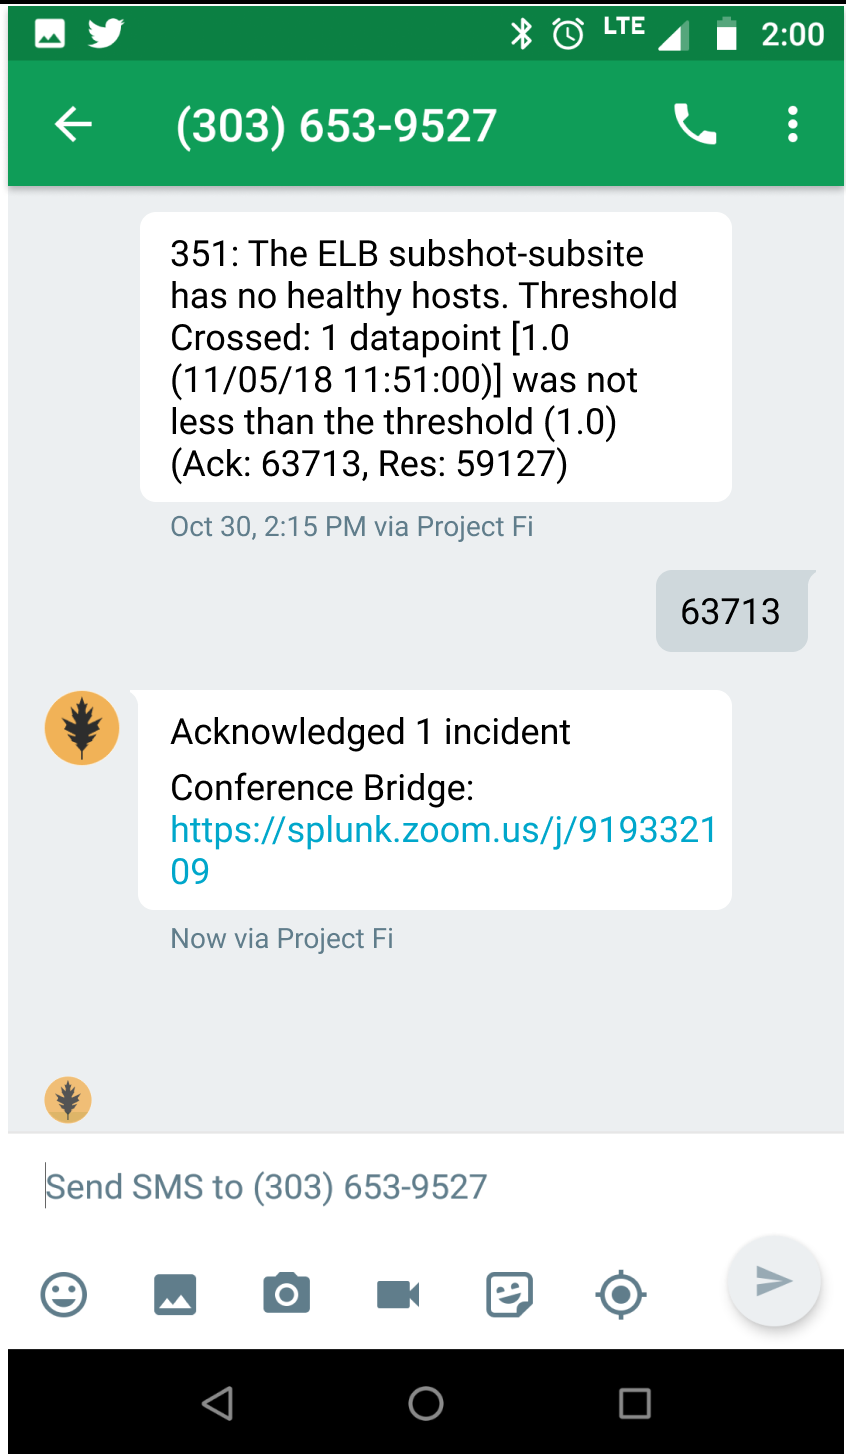 LTE 2:00
(303) 653-9527
351: The ELB subshot-subsite
has no healthy hosts. Threshold
Crossed: 1 datapoint [1.0
(11/05/18 11:51:00)] was not
less than the threshold (1.0)
(Ack: 63713, Res: 59127)
Oct 30, 2:15 PM via Project Fi
63713
Acknowledged 1 incident
Conference Bridge:
https://splunk.zoom.us/j/9193321
09
Now via Project Fi
Send SMS to (303) 653-9527